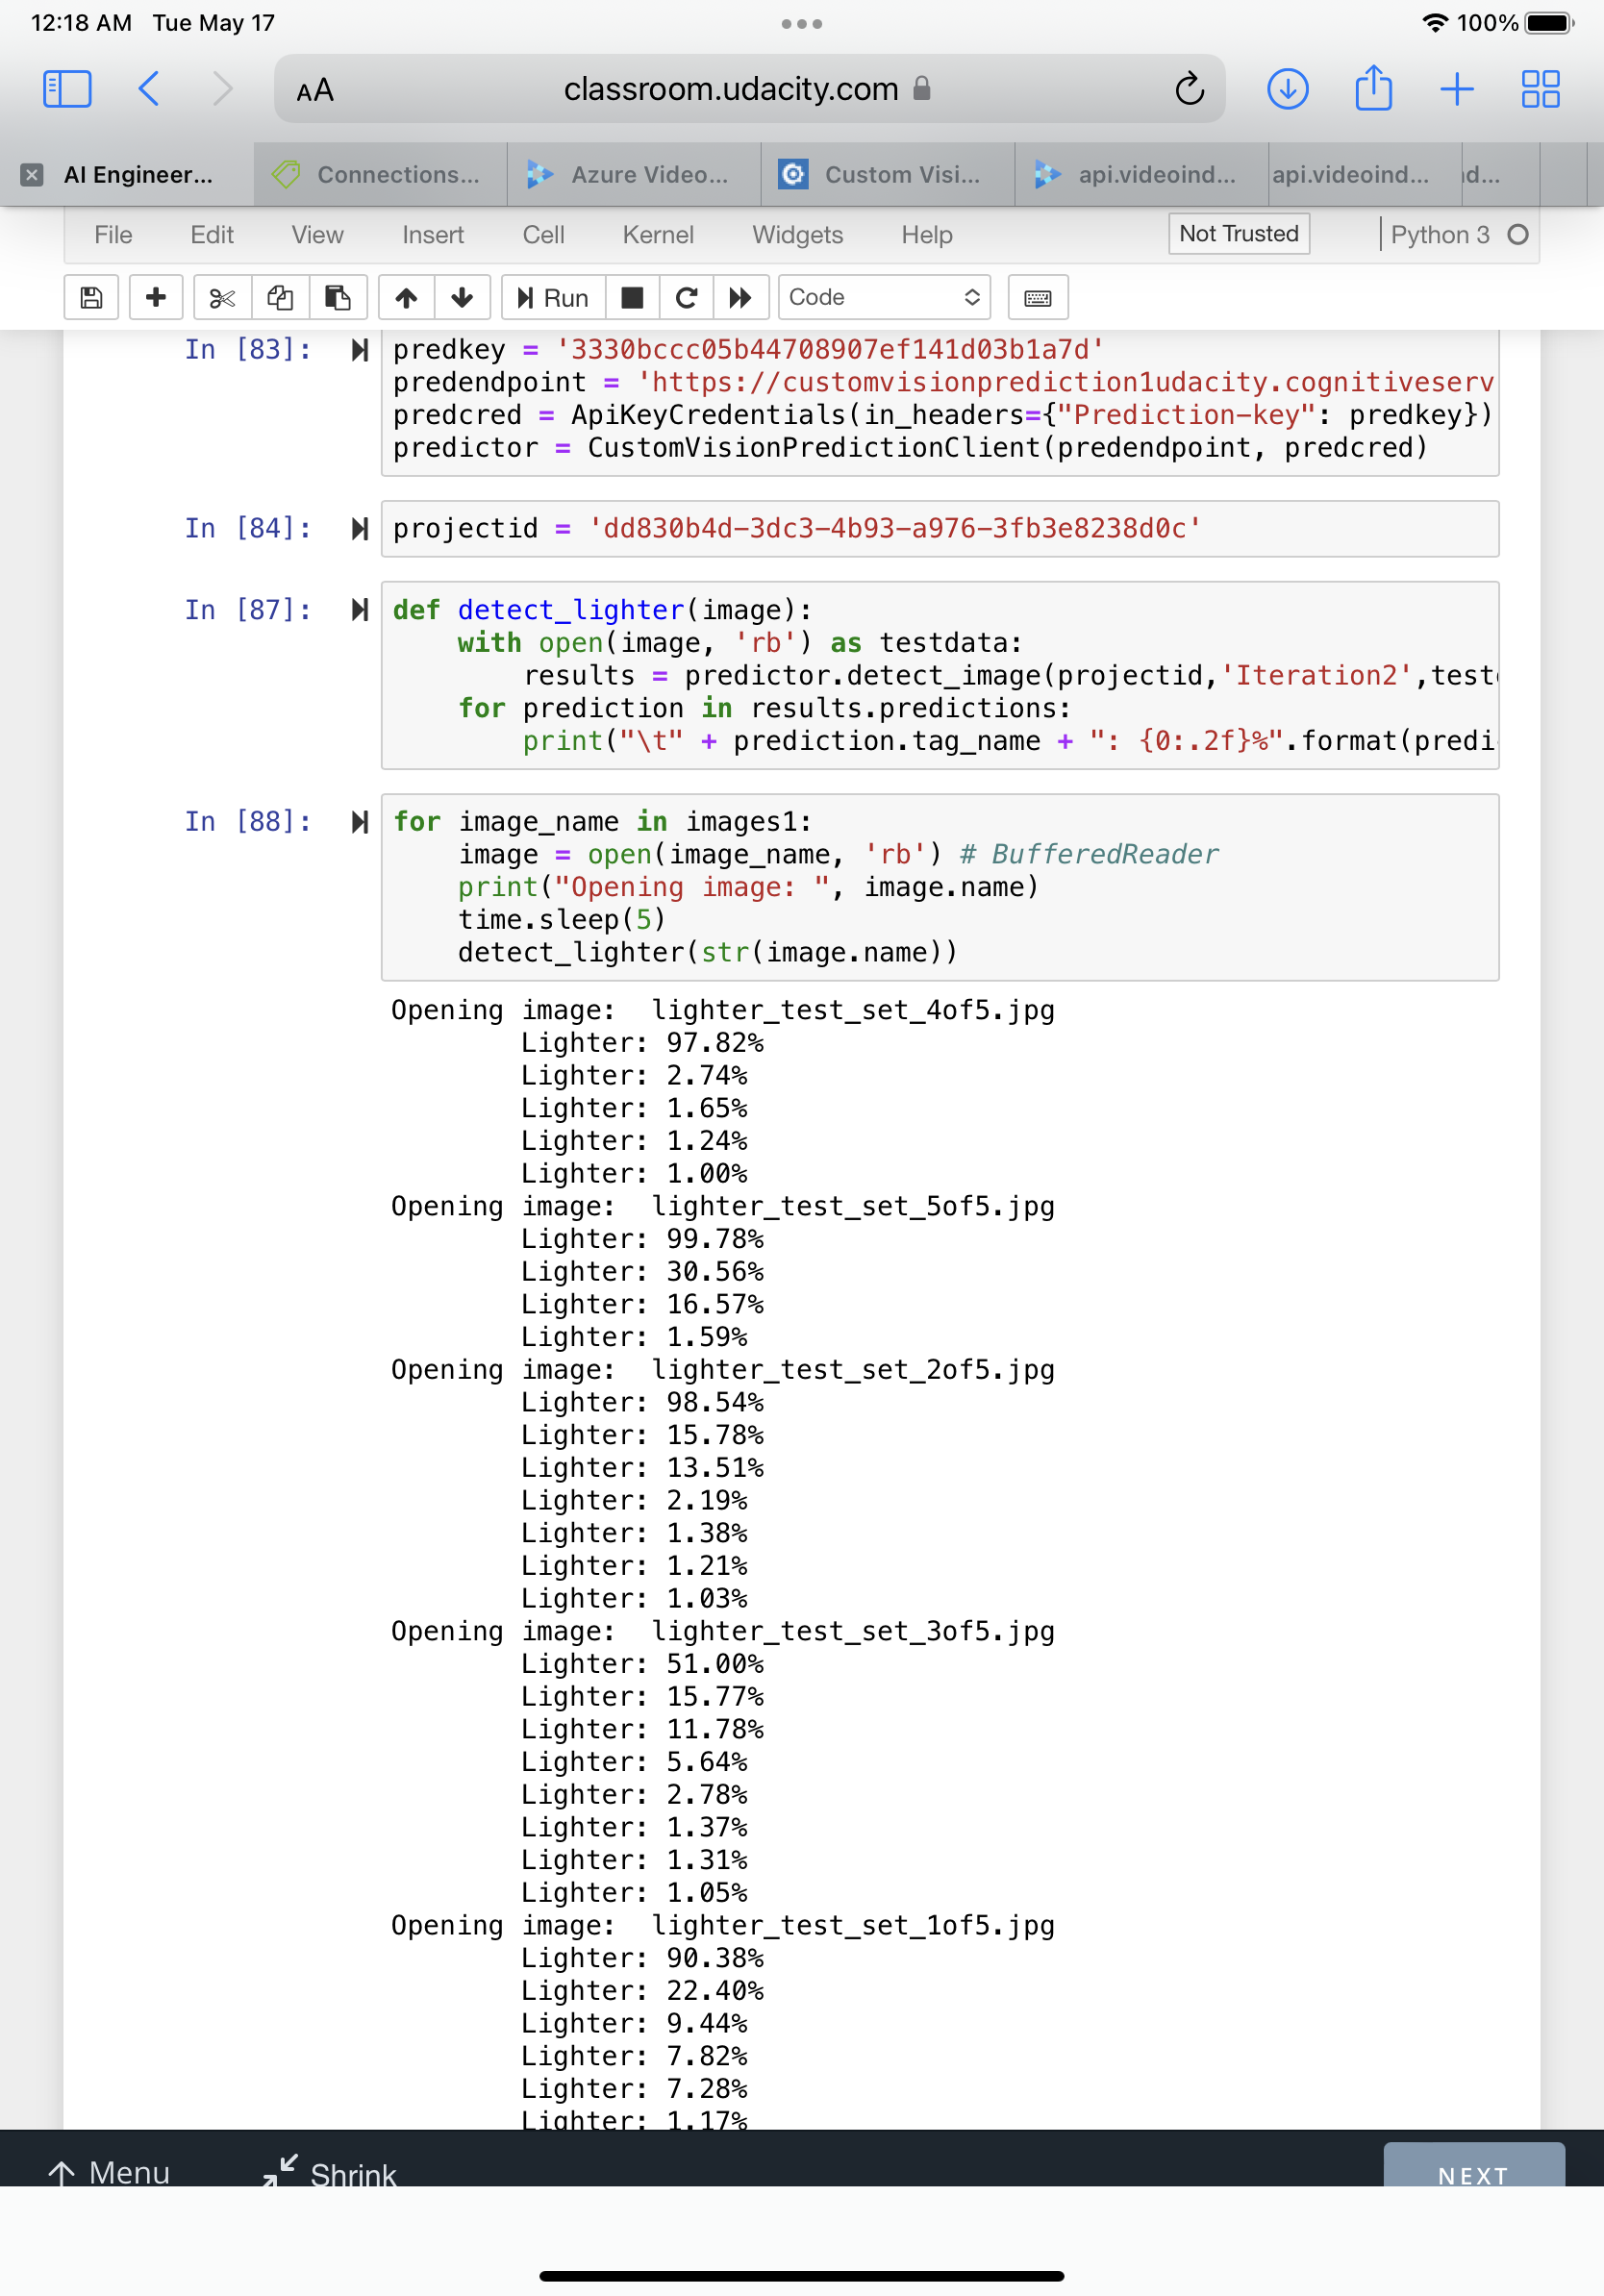 12:18 AM Tue May 17
100%
AA classroom.udacity.com
AI Engineer... Connections... Azure Video... Custom Visi... api.videoind... api.videoind... d...
File Edit View Insert Cell Kernel Widgets Help Not Trusted Python 3
Run Code
In [83]: predkey = '3330bccc05b44708907ef141d03b1a7d'
predendpoint = 'https://customvisionprediction1udacity.cognitiveserv
predcred = ApiKeyCredentials(in_headers={"Prediction-key": predkey})
predictor = CustomVisionPredictionClient(predendpoint, predcred)
In [84]: projectid = 'dd830b4d-3dc3-4b93-a976-3fb3e8238d0c'
In [87]: def detect_lighter(image):
with open(image, 'rb') as testdata:
results = predictor.detect_image(projectid,'Iteration2',test
for prediction in results.predictions:
print("\t" + prediction.tag_name + ": {0:.2f}%".format(predi
In [88]: for image_name in images1:
image = open(image_name, 'rb') # BufferedReader
print("Opening image: ", image.name)
time.sleep(5)
detect_lighter(str(image.name))
Opening image:  lighter_test_set_4of5.jpg
Lighter: 97.82%
Lighter: 2.74%
Lighter: 1.65%
Lighter: 1.24%
Lighter: 1.00%
Opening image:  lighter_test_set_5of5.jpg
Lighter: 99.78%
Lighter: 30.56%
Lighter: 16.57%
Lighter: 1.59%
Opening image:  lighter_test_set_2of5.jpg
Lighter: 98.54%
Lighter: 15.78%
Lighter: 13.51%
Lighter: 2.19%
Lighter: 1.38%
Lighter: 1.21%
Lighter: 1.03%
Opening image:  lighter_test_set_3of5.jpg
Lighter: 51.00%
Lighter: 15.77%
Lighter: 11.78%
Lighter: 5.64%
Lighter: 2.78%
Lighter: 1.37%
Lighter: 1.31%
Lighter: 1.05%
Opening image:  lighter_test_set_1of5.jpg
Lighter: 90.38%
Lighter: 22.40%
Lighter: 9.44%
Lighter: 7.82%
Lighter: 7.28%
Lighter: 1.17%
Menu Shrink NEXT